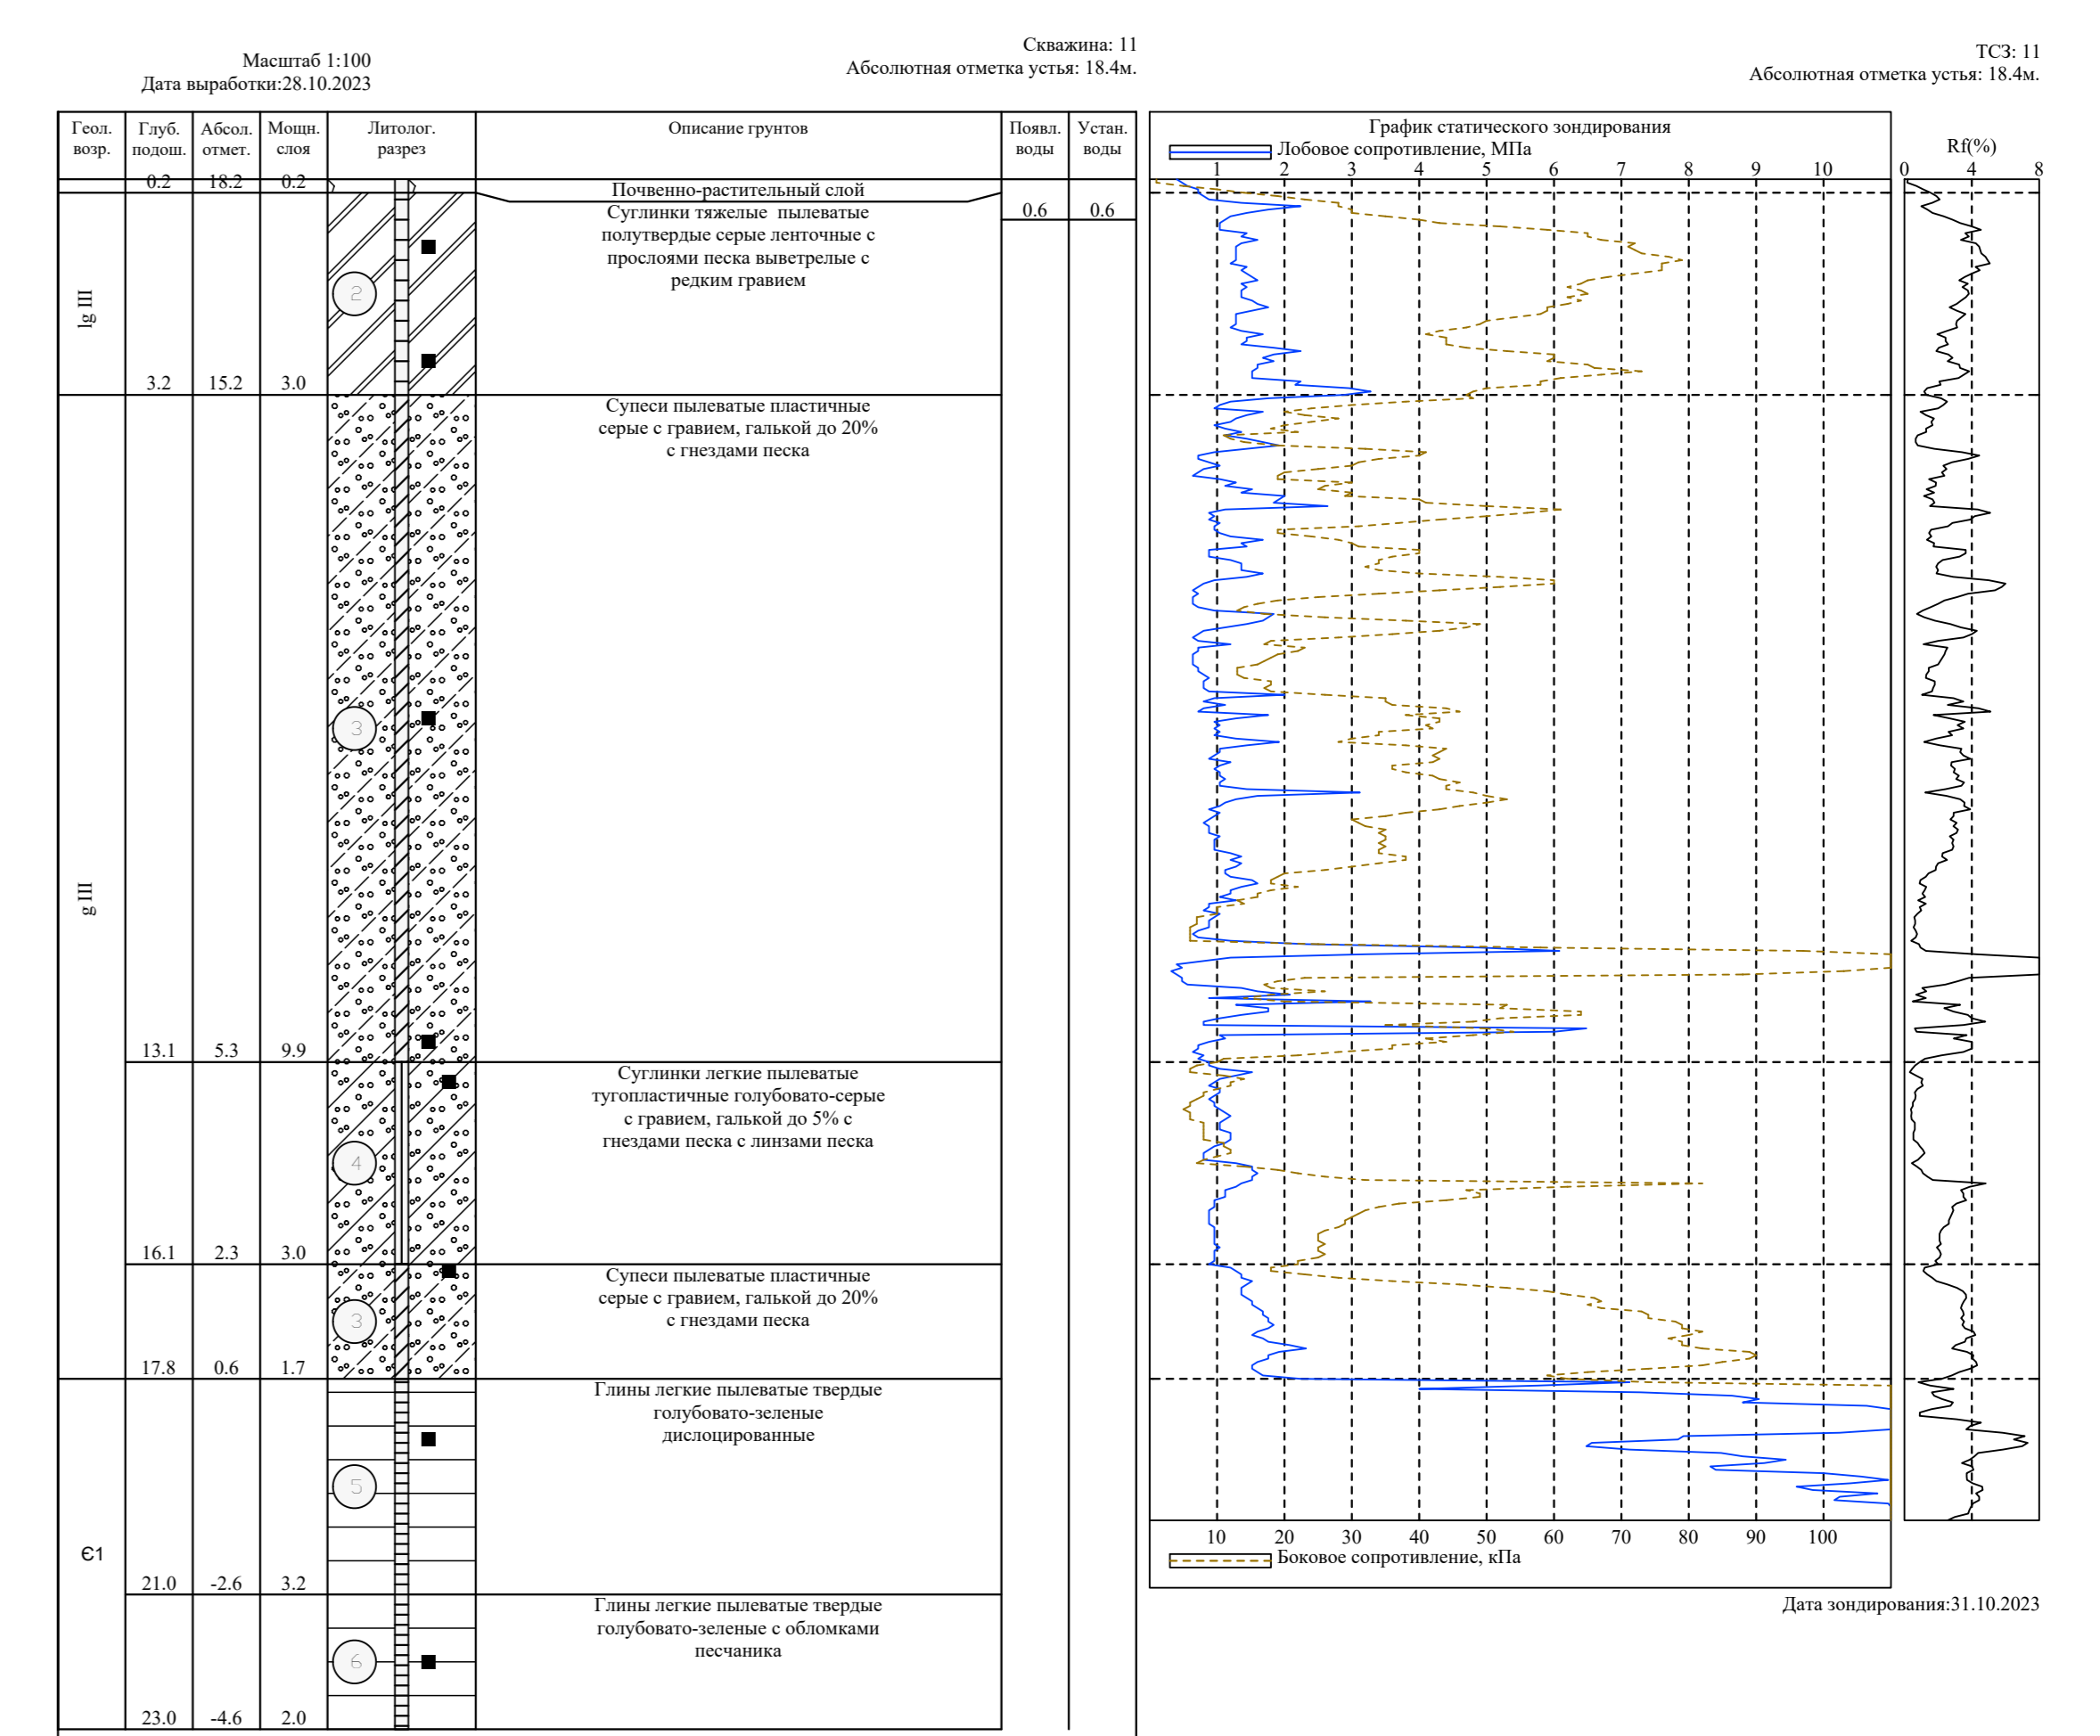 Масштаб 1:100
Дата выработки:28.10.2023
Скважина: 11
Абсолютная отметка устья: 18.4м.
ТСЗ: 11
Абсолютная отметка устья: 18.4м.
Геол. возр.
Глуб. подош.
Абсол. отмет.
Мощн. слоя
Литолог. разрез
Описание грунтов
Появл. воды
Устан. воды
0.2 18.2 0.2
Почвенно-растительный слой
0.6 0.6
lg III
2
Суглинки тяжелые пылеватые
полутвердые серые ленточные с
прослоями песка выветрелые с
редким гравием
3.2 15.2 3.0
g III
Супеси пылеватые пластичные
серые с гравием, галькой до 20%
с гнездами песка
3
13.1 5.3 9.9
Суглинки легкие пылеватые
тугопластичные голубовато-серые
с гравием, галькой до 5% с
гнездами песка с линзами песка
4
16.1 2.3 3.0
Супеси пылеватые пластичные
серые с гравием, галькой до 20%
с гнездами песка
3
17.8 0.6 1.7
Є1
Глины легкие пылеватые твердые
голубовато-зеленые
дислоцированные
5
21.0 -2.6 3.2
Глины легкие пылеватые твердые
голубовато-зеленые с обломками
песчаника
6
23.0 -4.6 2.0
График статического зондирования
Лобовое сопротивление, МПа
1 2 3 4 5 6 7 8 9 10
Rf(%)
0 4 8
10 20 30 40 50 60 70 80 90 100
Боковое сопротивление, кПа
Дата зондирования:31.10.2023